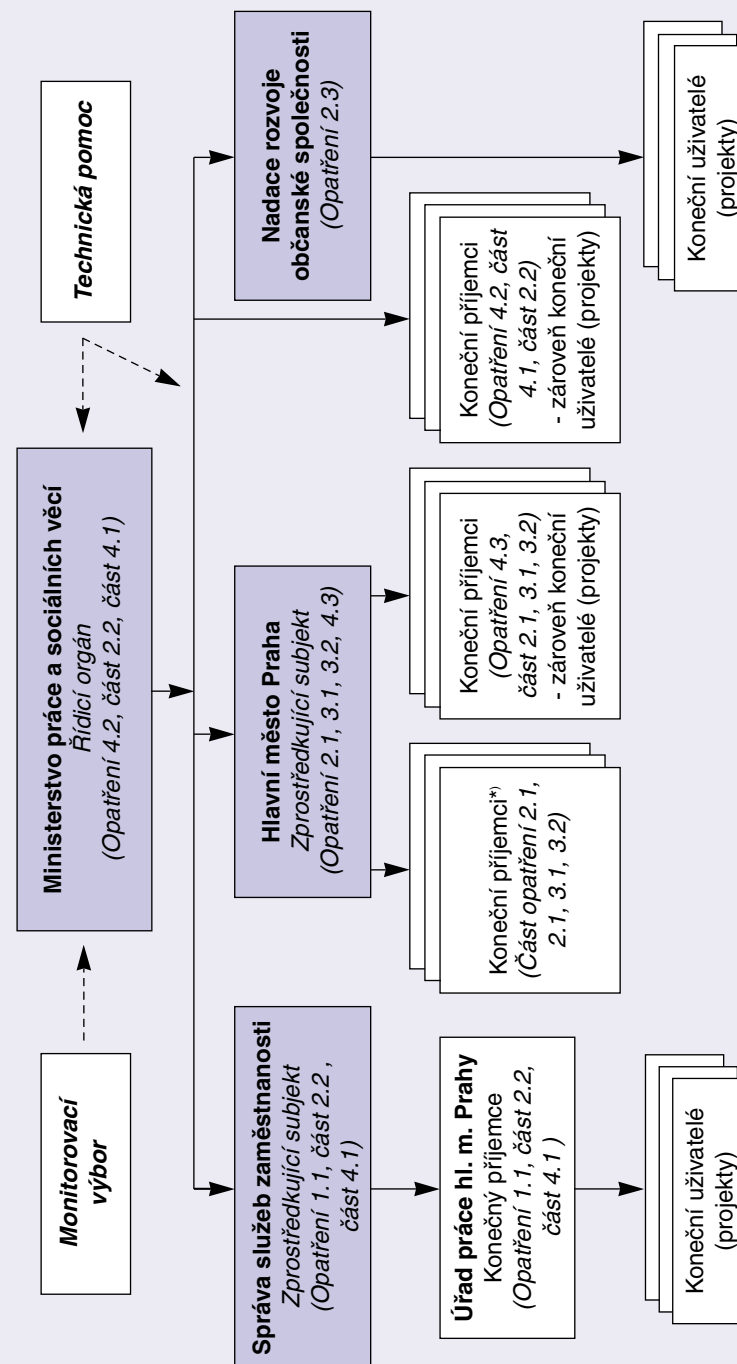 Monitorovací
výbor
Ministerstvo práce a sociálních věcí
Řídicí orgán
(Opatření 4.2, část 2.2, část 4.1)
Technická pomoc
Správa služeb zaměstnanosti
Zprostředkující subjekt
(Opatření 1.1, část 2.2 ,
část 4.1)
Hlavní město Praha
Zprostředkující subjekt
(Opatření 2.1, 3.1, 3.2, 4.3)
Nadace rozvoje
občanské společnosti
(Opatření 2.3)
Úřad práce hl. m. Prahy
Konečný příjemce
(Opatření 1.1, část 2.2,
část 4.1 )
Koneční příjemci*)
(Část opatření 2.1,
2.1, 3.1, 3.2)
Koneční příjemci
(Opatření 4.3,
část 2.1, 3.1, 3.2)
- zároveň koneční
uživatelé (projekty)
Koneční příjemci
(Opatření 4.2, část
4.1, část 2.2)
- zároveň koneční
uživatelé (projekty)
Koneční uživatelé
(projekty)
Koneční uživatelé
(projekty)